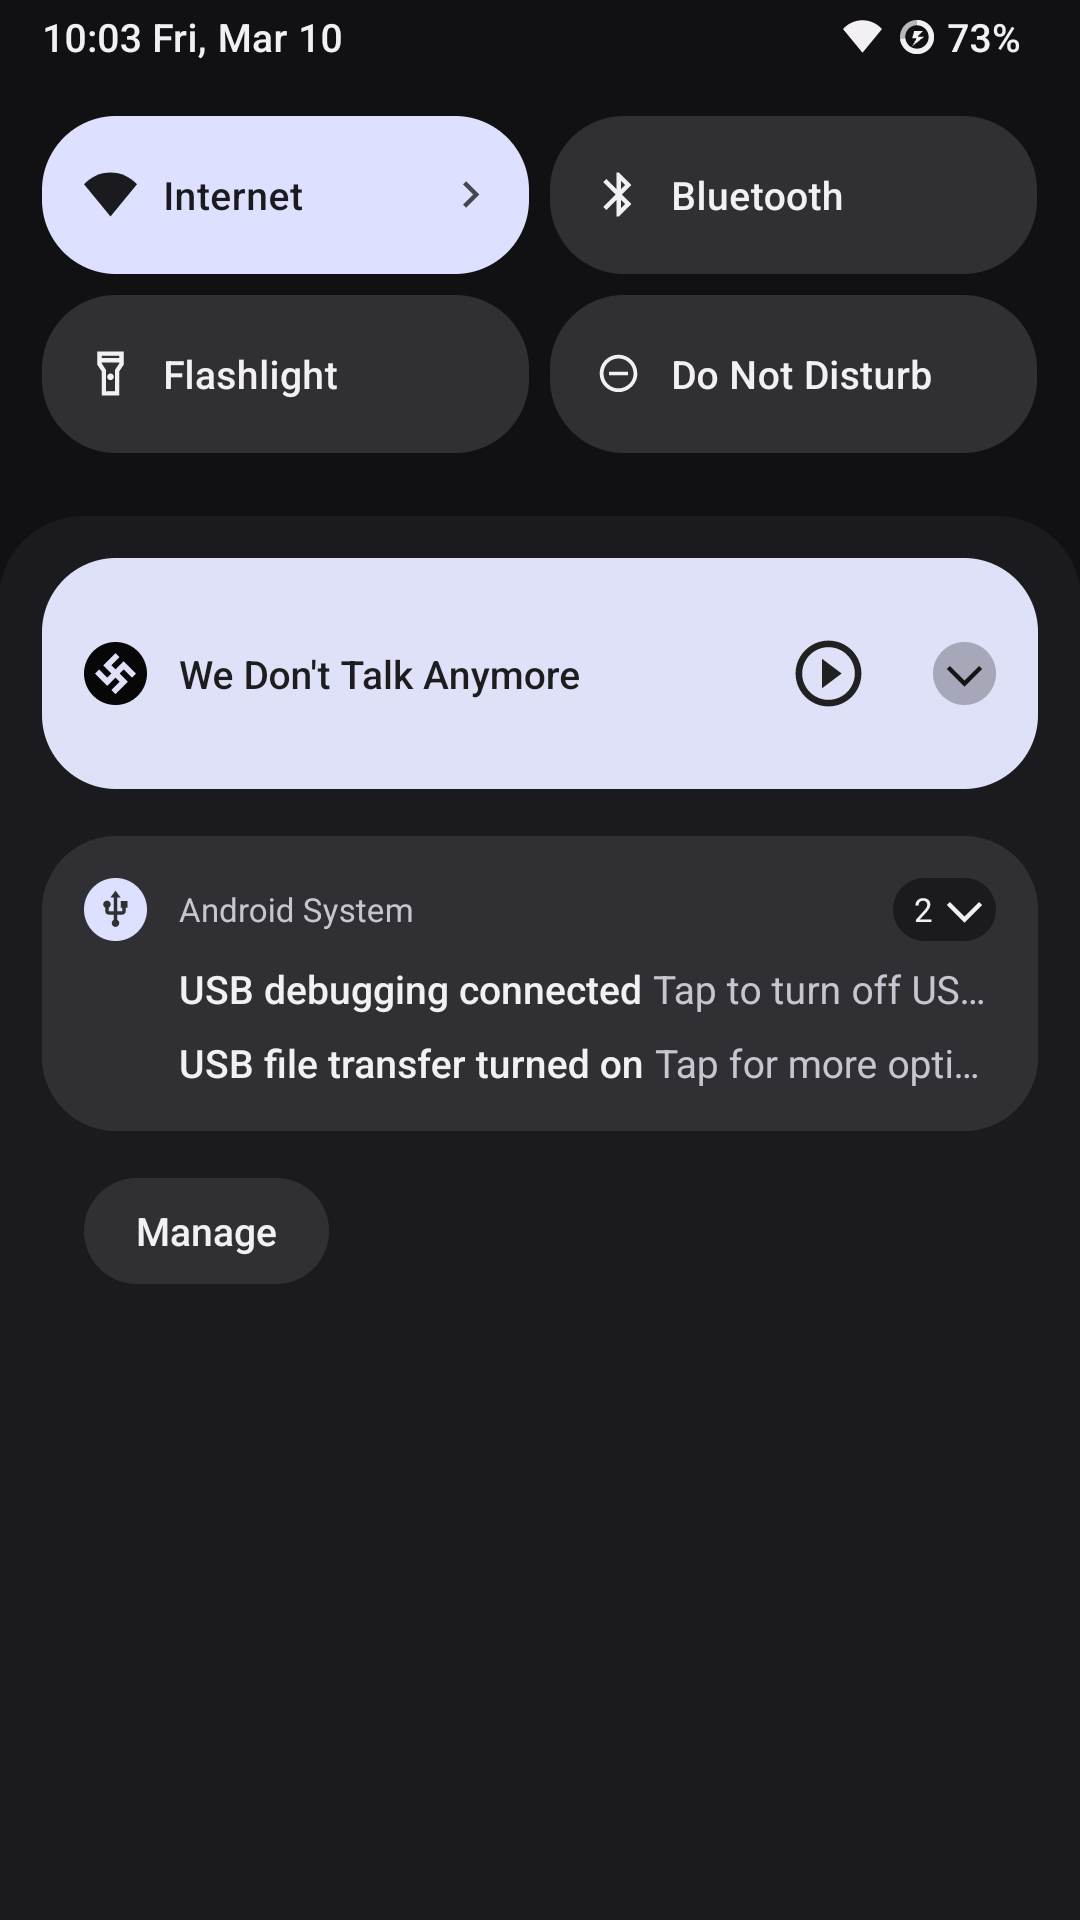 10:03 Fri, Mar 10
73%
Internet
Bluetooth
Flashlight
Do Not Disturb
We Don't Talk Anymore
Android System
2
USB debugging connected Tap to turn off US…
USB file transfer turned on Tap for more opti…
Manage